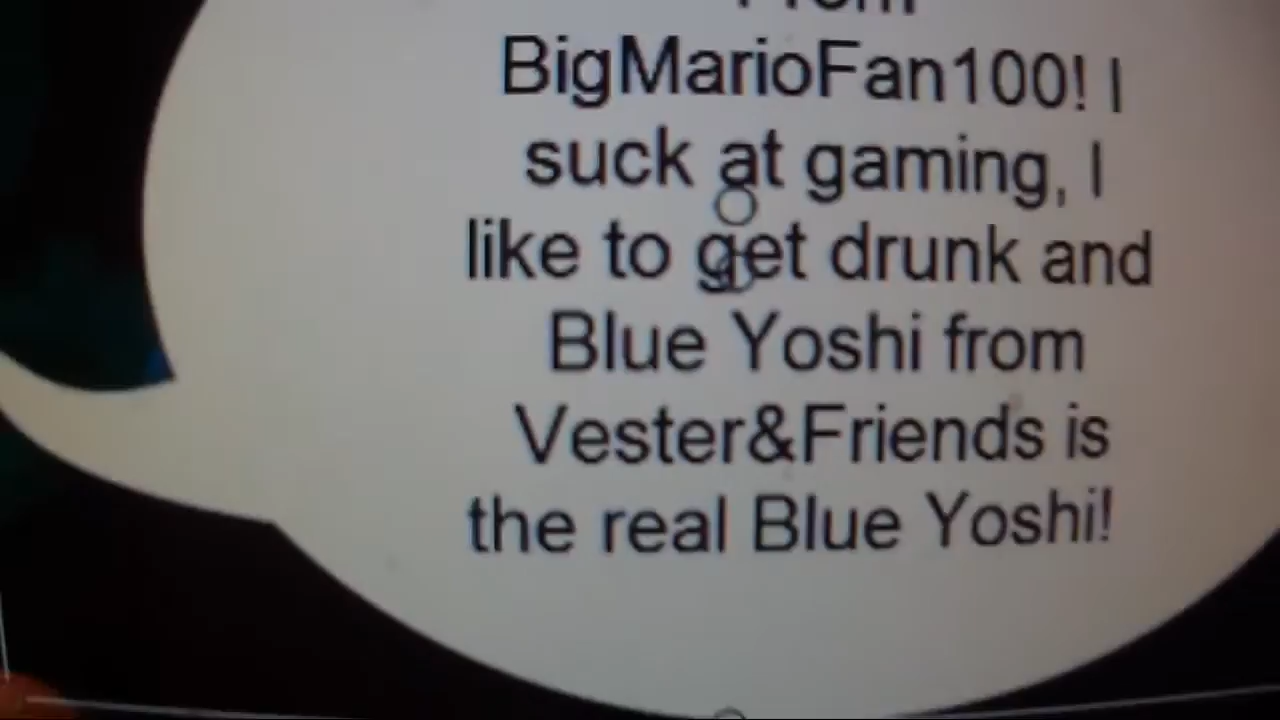 From
BigMarioFan100! I
suck at gaming, I
like to get drunk and
Blue Yoshi from
Vester&Friends is
the real Blue Yoshi!